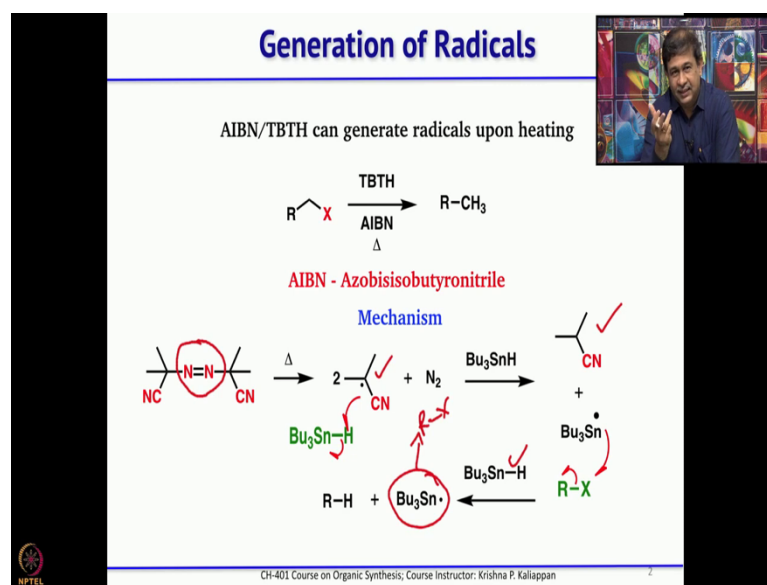 Generation of Radicals
AIBN/TBTH can generate radicals upon heating
TBTH
R X R-CH3
AIBN
Δ
AIBN - Azobisisobutyronitrile
Mechanism
Δ Bu3SnH
N=N 2 + N2 CN
NC CN CN +
R-X Bu3Sn•
Bu3Sn-H
Bu3Sn-H
R-H + Bu3Sn• R-X
NPTEL
CH-401 Course on Organic Synthesis; Course Instructor: Krishna P. Kaliappan
2